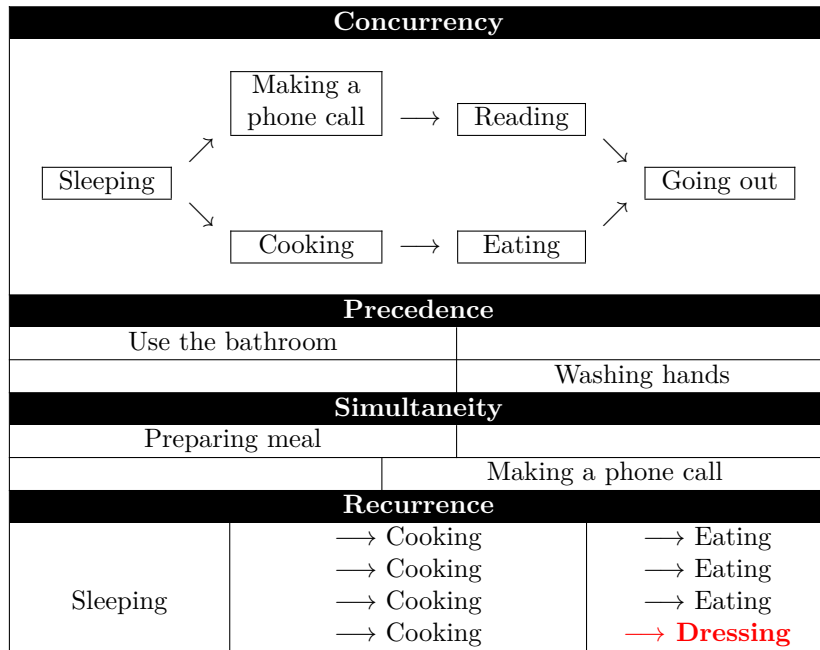 Concurrency
Making a
phone call
⟶ Reading
Sleeping
Going out
Cooking ⟶ Eating
Precedence
Use the bathroom
Washing hands
Simultaneity
Preparing meal
Making a phone call
Recurrence
⟶ Cooking ⟶ Eating
⟶ Cooking ⟶ Eating
Sleeping ⟶ Cooking ⟶ Eating
⟶ Cooking ⟶ Dressing